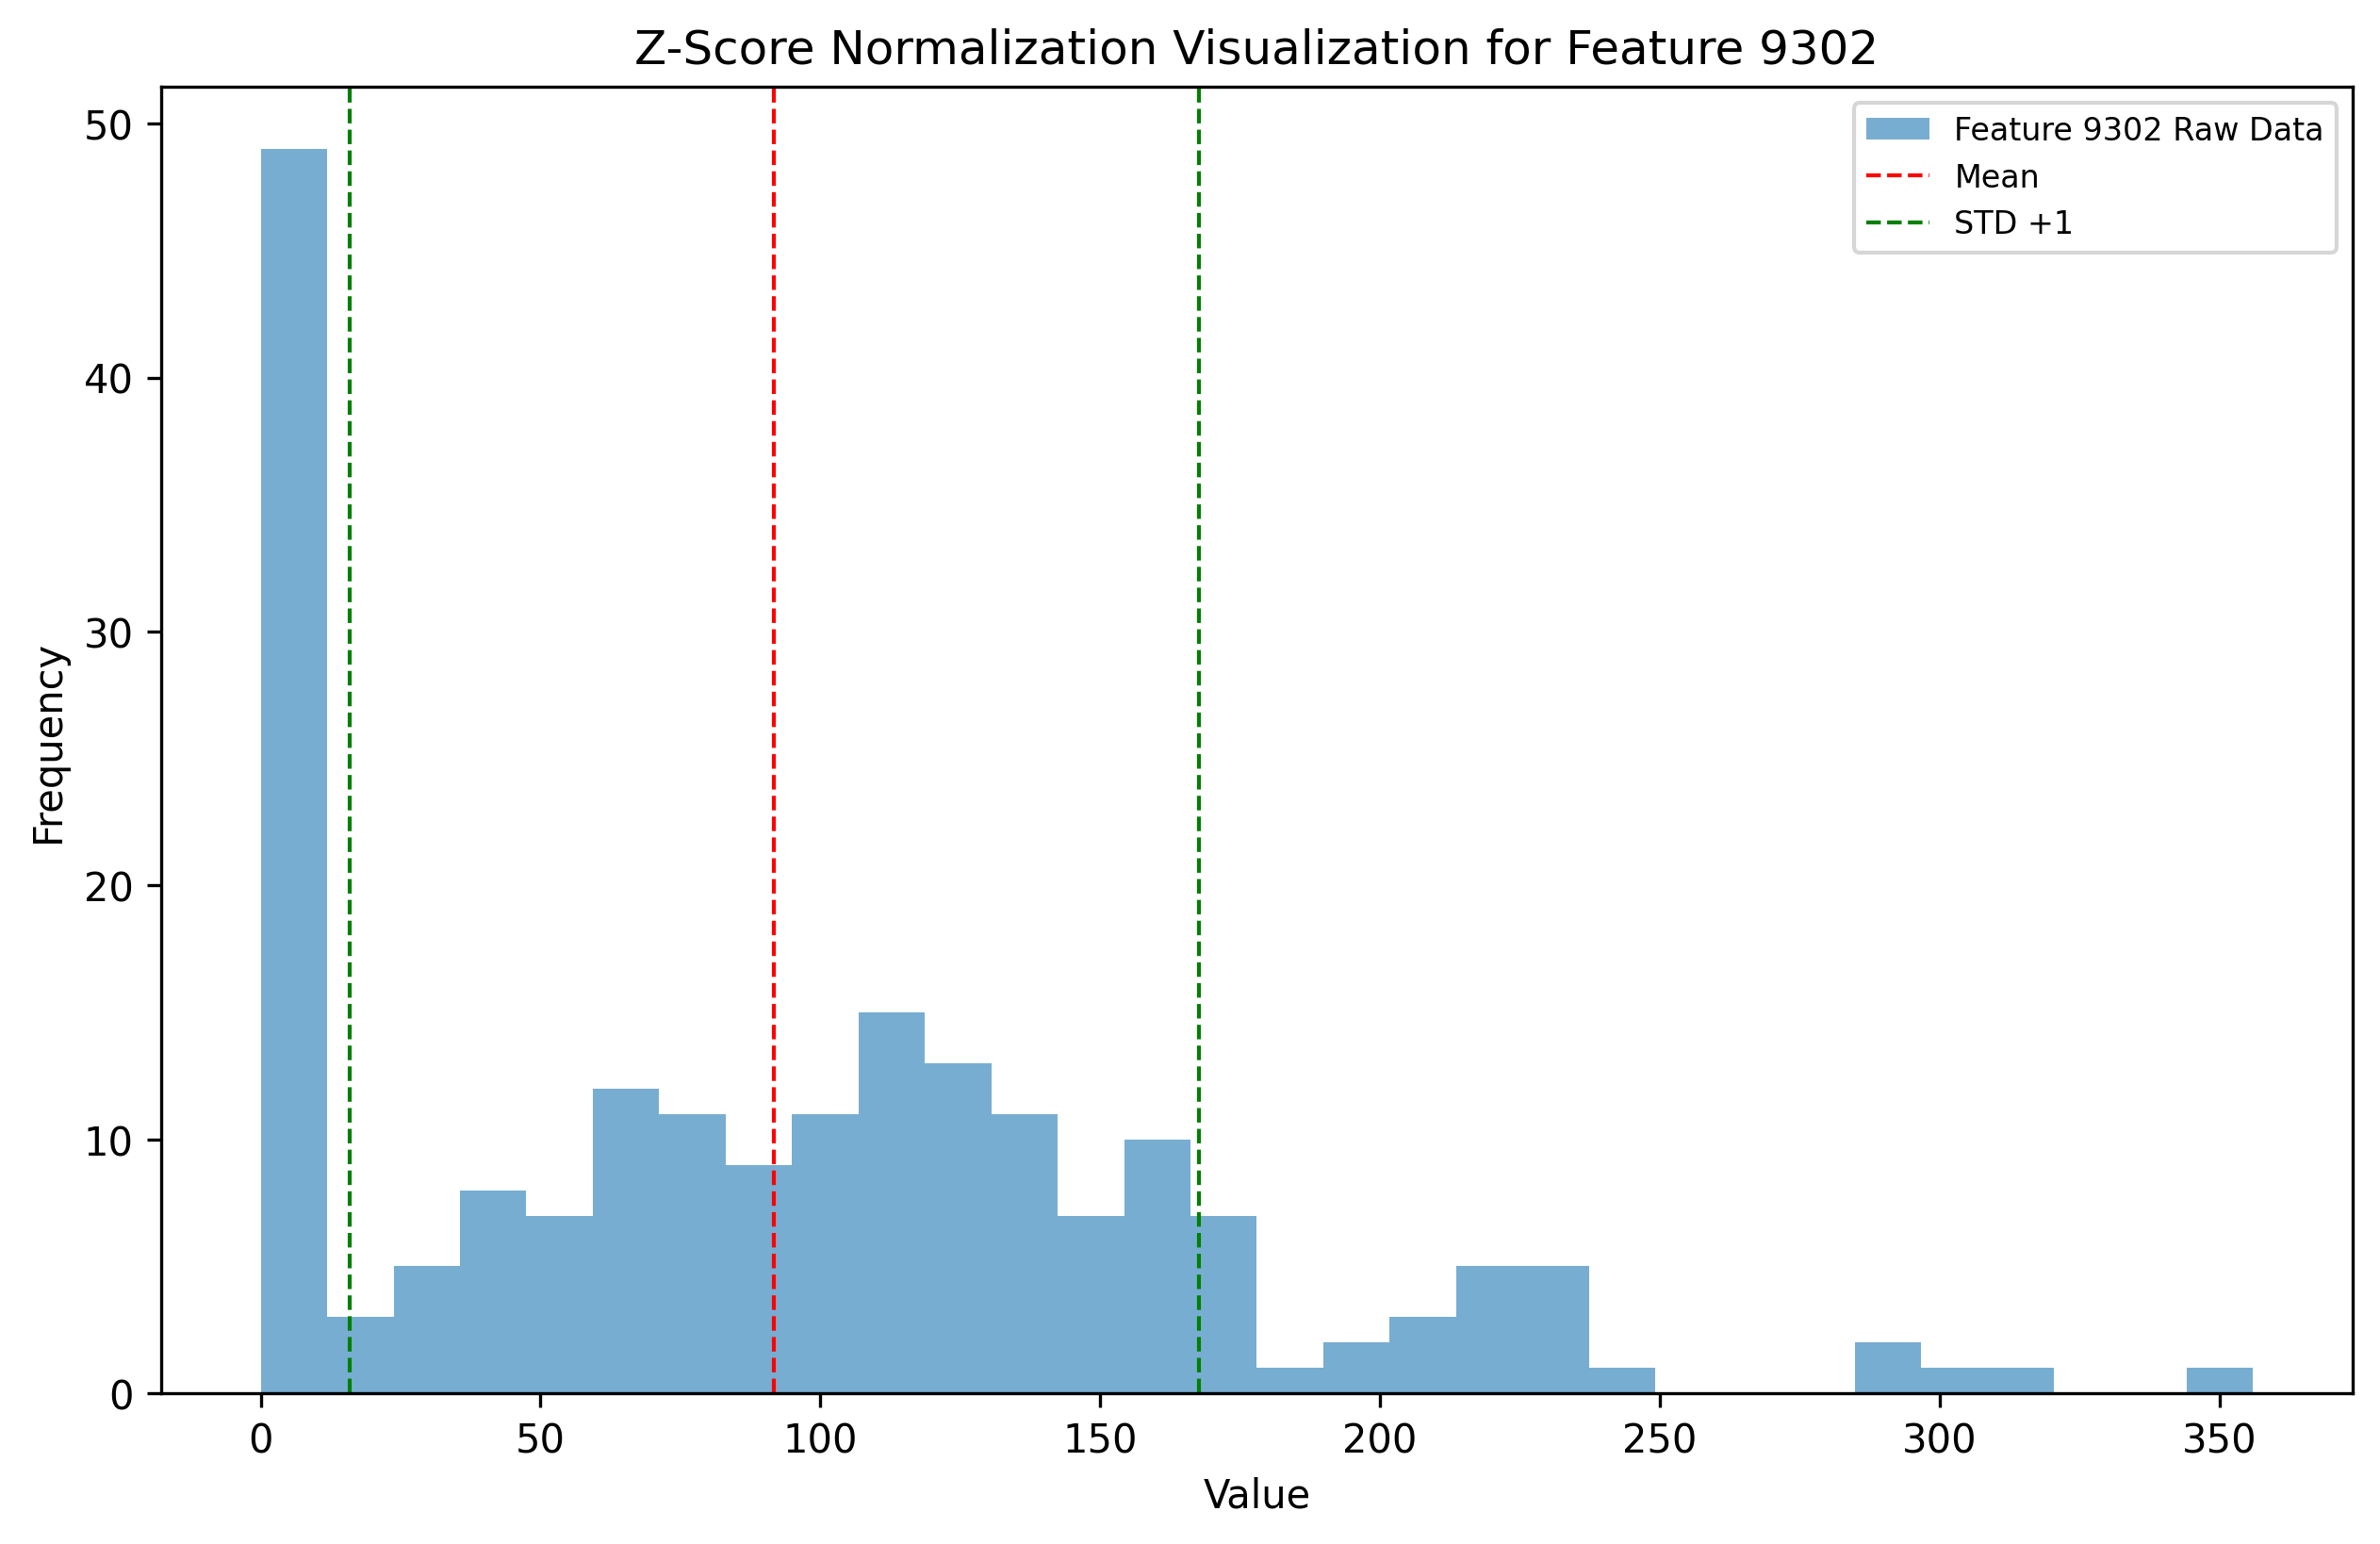 Z-Score Normalization Visualization for Feature 9302
Feature 9302 Raw Data
Mean
STD +1
50
40
30
20
10
0
Frequency
0 50 100 150 200 250 300 350
Value